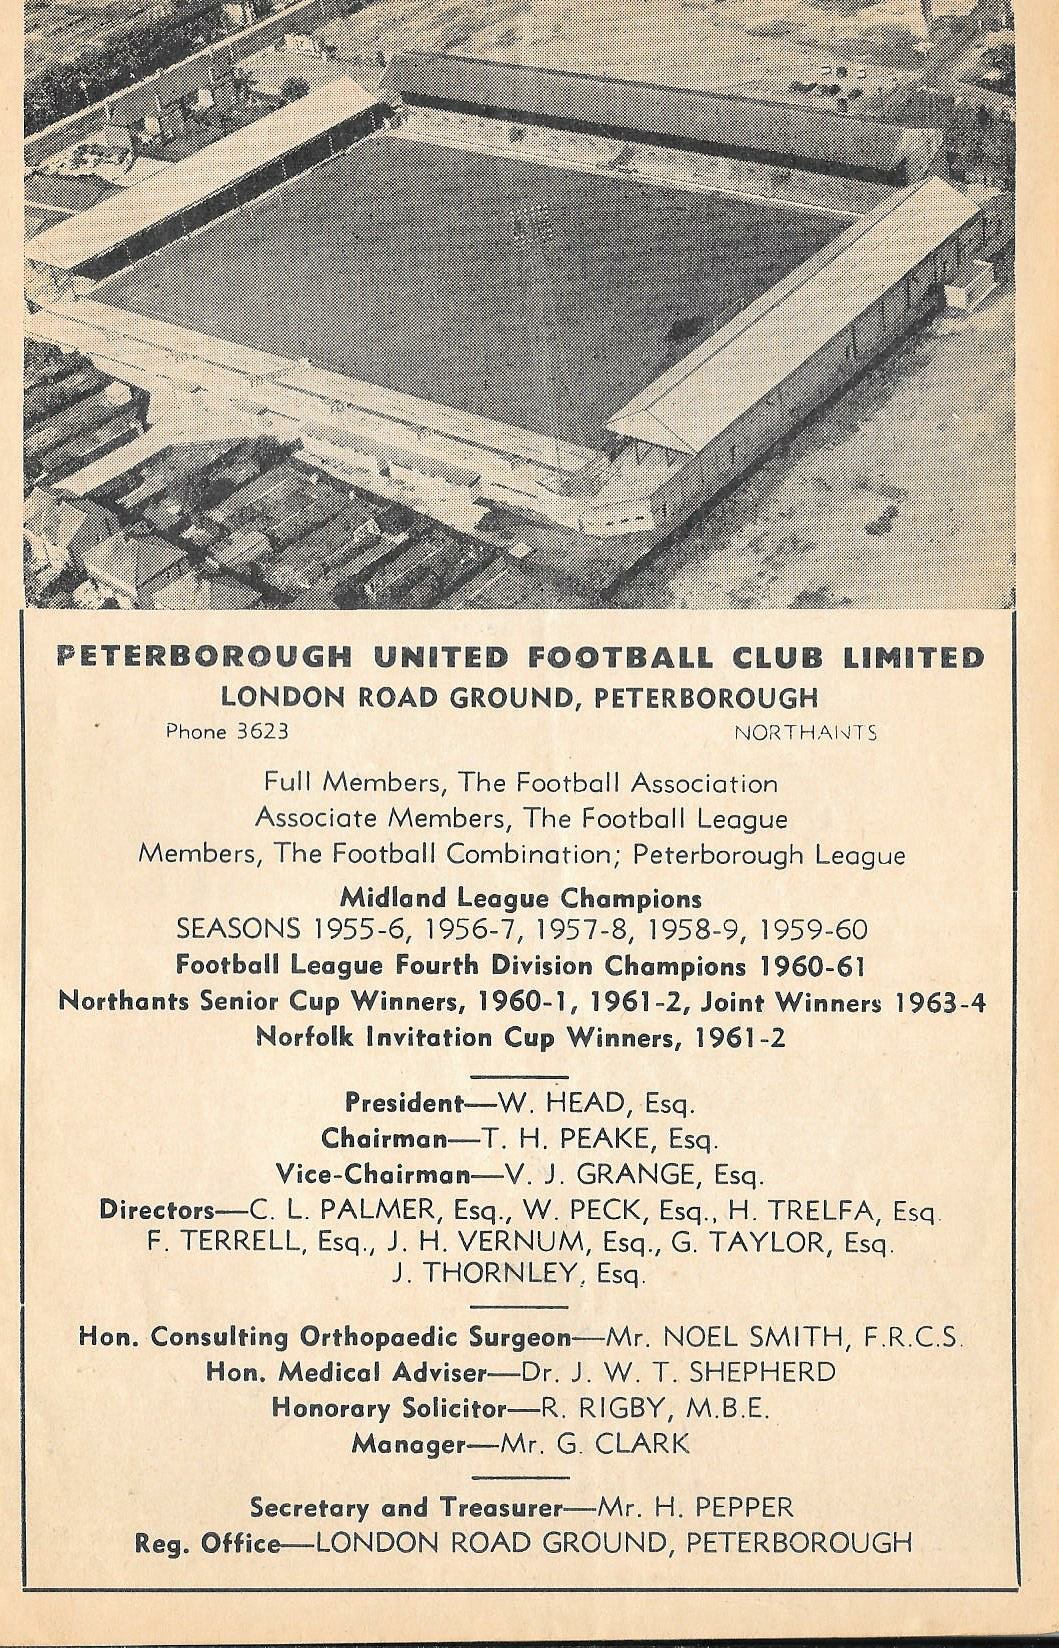 PETERBOROUGH UNITED FOOTBALL CLUB LIMITED
LONDON ROAD GROUND, PETERBOROUGH
Phone 3623 NORTHANTS
Full Members, The Football Association
Associate Members, The Football League
Members, The Football Combination; Peterborough League
Midland League Champions
SEASONS 1955-6, 1956-7, 1957-8, 1958-9, 1959-60
Football League Fourth Division Champions 1960-61
Northants Senior Cup Winners, 1960-1, 1961-2, Joint Winners 1963-4
Norfolk Invitation Cup Winners, 1961-2
President—W. HEAD, Esq.
Chairman—T. H. PEAKE, Esq.
Vice-Chairman—V. J. GRANGE, Esq.
Directors—C. L. PALMER, Esq., W. PECK, Esq., H. TRELFA, Esq.
F. TERRELL, Esq., J. H. VERNUM, Esq., G. TAYLOR, Esq.
J. THORNLEY, Esq.
Hon. Consulting Orthopaedic Surgeon—Mr. NOEL SMITH, F.R.C.S.
Hon. Medical Adviser—Dr. J. W. T. SHEPHERD
Honorary Solicitor—R. RIGBY, M.B.E.
Manager—Mr. G. CLARK
Secretary and Treasurer—Mr. H. PEPPER
Reg. Office—LONDON ROAD GROUND, PETERBOROUGH